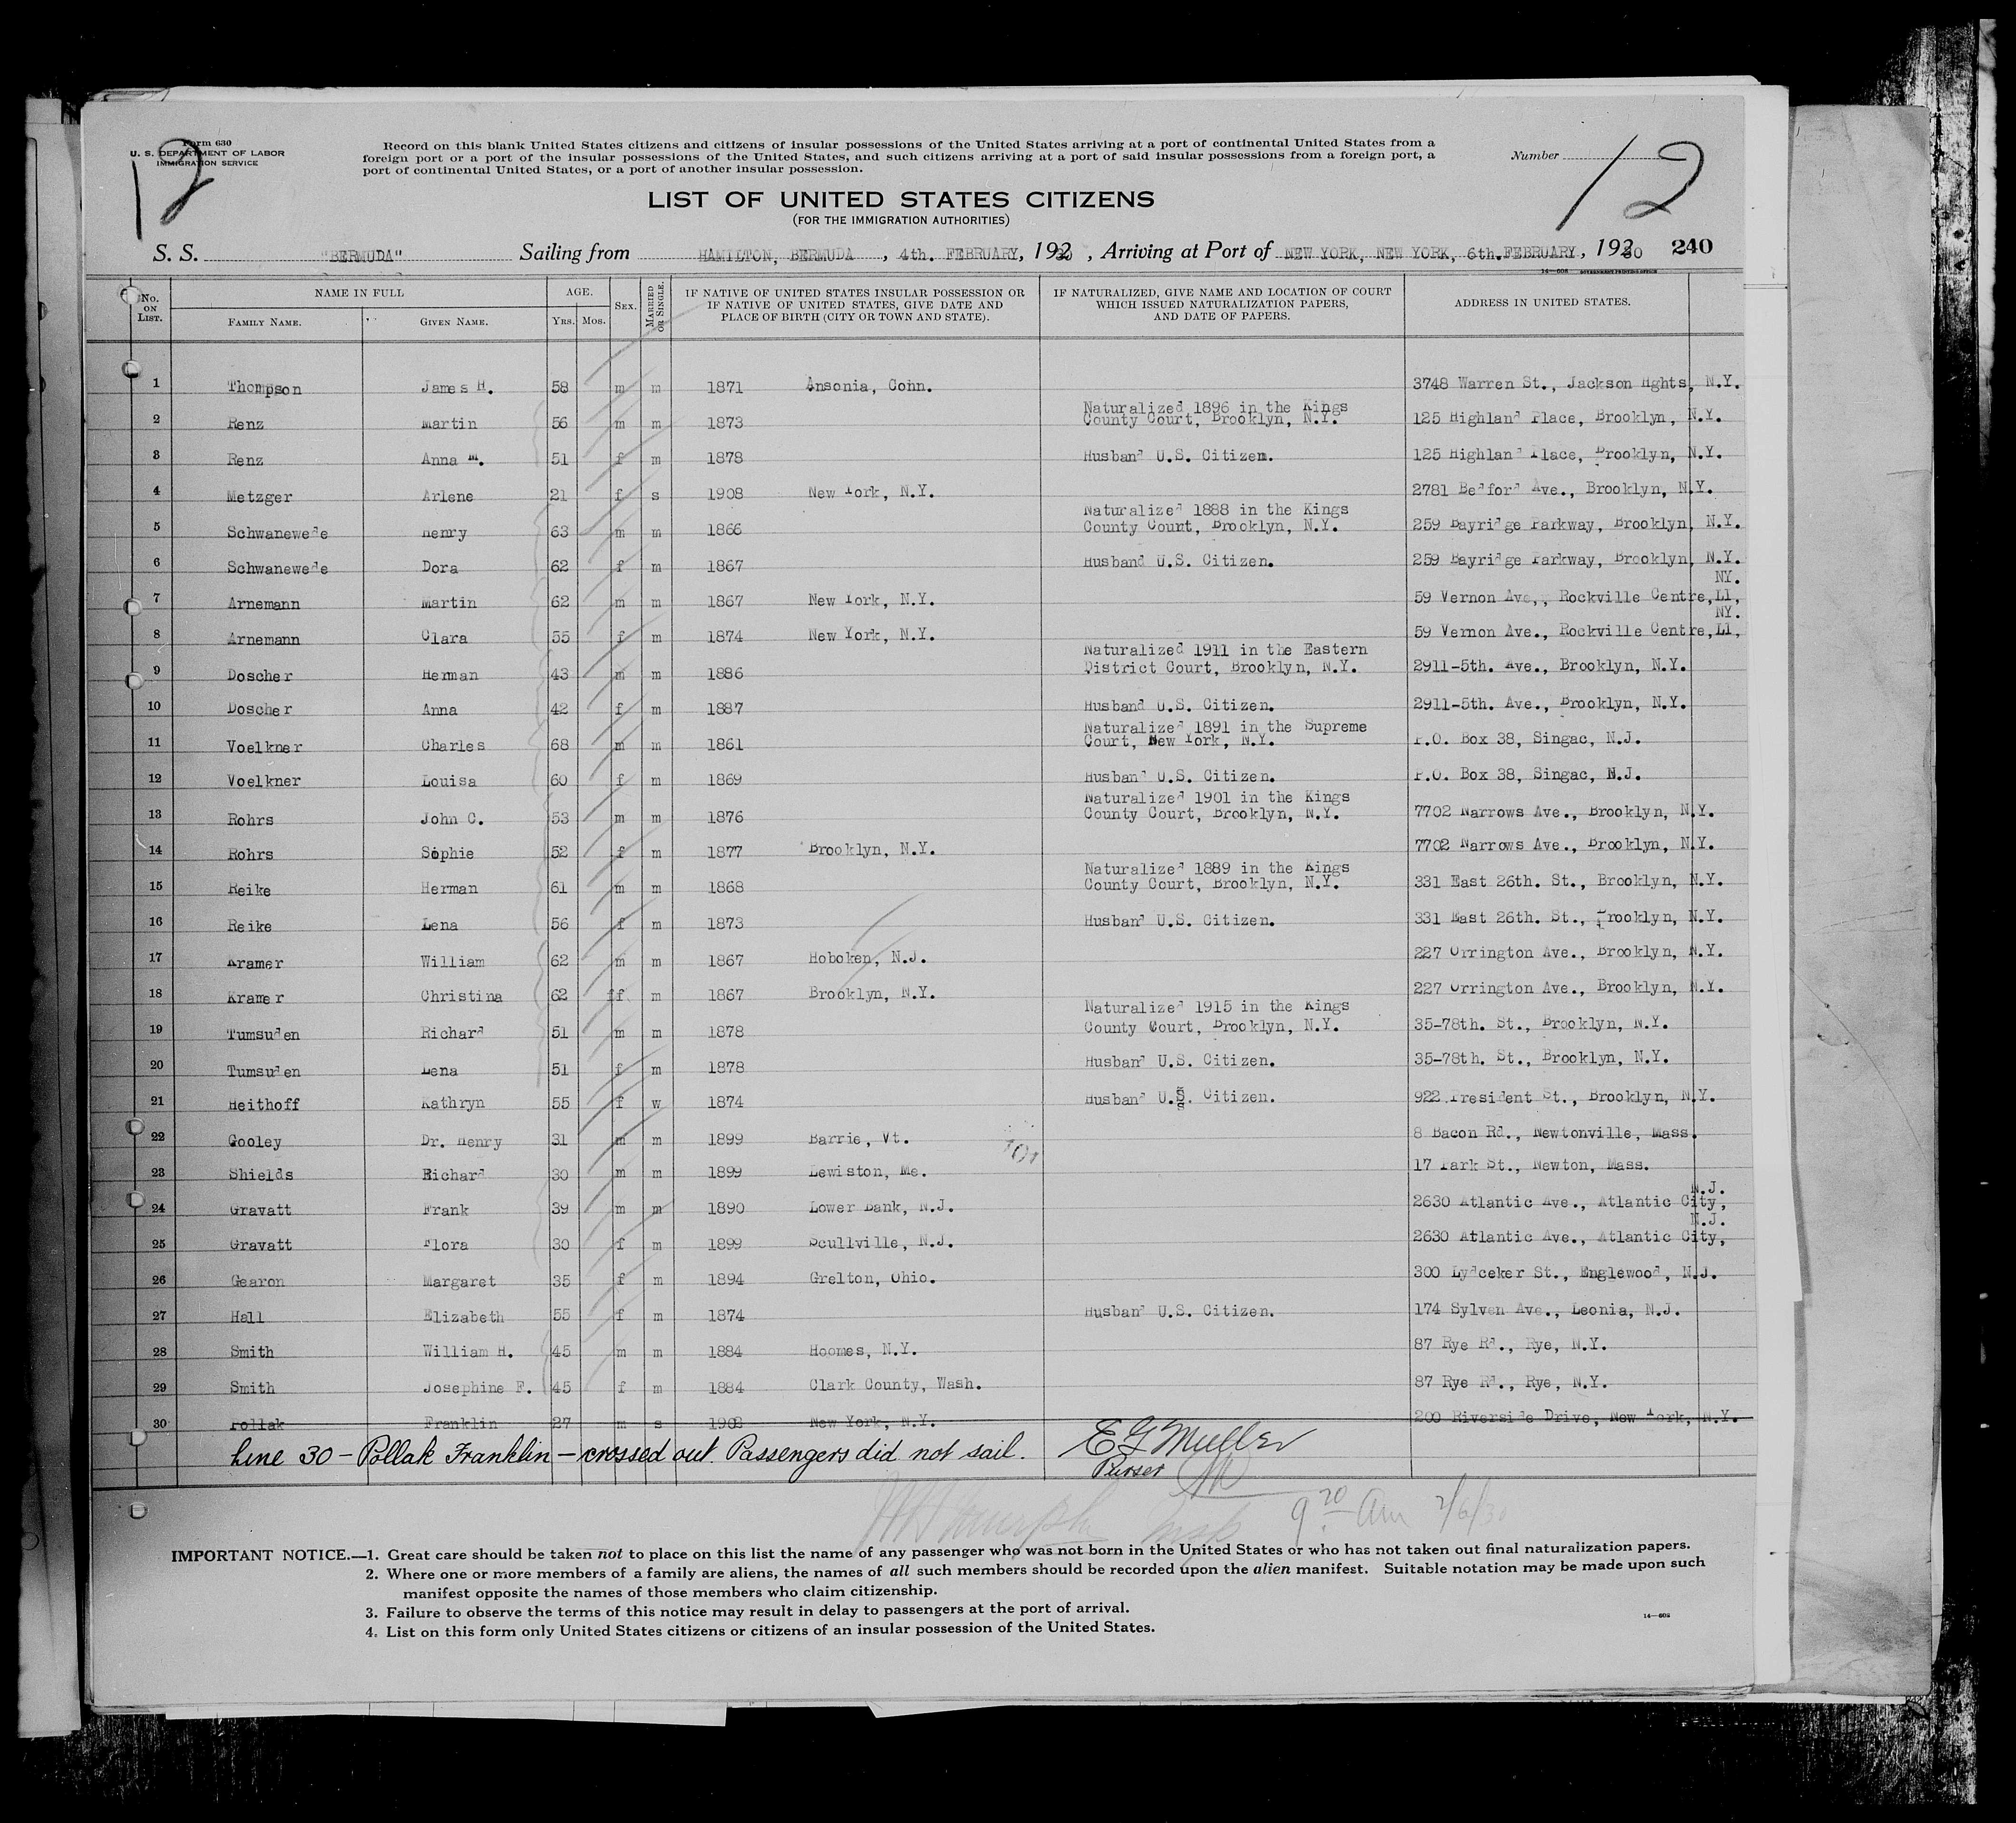 Form 630
U. S. DEPARTMENT OF LABOR
IMMIGRATION SERVICE
12
Record on this blank United States citizens and citizens of insular possessions of the United States arriving at a port of continental United States from a
foreign port or a port of the insular possessions of the United States, and such citizens arriving at a port of said insular possessions from a foreign port, a
port of continental United States, or a port of another insular possession.
Number 12
LIST OF UNITED STATES CITIZENS
(FOR THE IMMIGRATION AUTHORITIES)
S. S. "BERMUDA" Sailing from HAMILTON, BERMUDA, 4th. FEBRUARY, 1930, Arriving at Port of NEW YORK, NEW YORK, 6th. FEBRUARY, 1930 240
14—608 GOVERNMENT PRINTING OFFICE
No. ON LIST. NAME IN FULL AGE. SEX. MARRIED OR SINGLE. IF NATIVE OF UNITED STATES INSULAR POSSESSION OR IF NATIVE OF UNITED STATES, GIVE DATE AND PLACE OF BIRTH (CITY OR TOWN AND STATE). IF NATURALIZED, GIVE NAME AND LOCATION OF COURT WHICH ISSUED NATURALIZATION PAPERS, AND DATE OF PAPERS. ADDRESS IN UNITED STATES.
FAMILY NAME. GIVEN NAME. YRS. MOS.
1 Thompson James H. 58 m m 1871 Ansonia, Conn. 3748 Warren St., Jackson Hghts, N.Y.
2 Renz Martin 56 m m 1873 Naturalized 1896 in the Kings County Court, Brooklyn, N.Y. 125 Highland Place, Brooklyn, N.Y.
3 Renz Anna M. 51 f m 1878 Husband U.S. Citizen. 125 Highland Place, Brooklyn, N.Y.
4 Metzger Arlene 21 f s 1908 New York, N.Y. 2781 Bedford Ave., Brooklyn, N.Y.
5 Schwanewede Henry 63 m m 1866 Naturalized 1888 in the Kings County Court, Brooklyn, N.Y. 259 Bayridge Parkway, Brooklyn, N.Y.
6 Schwanewede Dora 62 f m 1867 Husband U.S. Citizen. 259 Bayridge Parkway, Brooklyn, N.Y.
7 Arnemann Martin 62 m m 1867 New York, N.Y. 59 Vernon Ave,, Rockville Centre, LI, NY.
8 Arnemann Clara 55 f m 1874 New York, N.Y. 59 Vernon Ave., Rockville Centre, LI, NY.
9 Doscher Herman 43 m m 1886 Naturalized 1911 in the Eastern District Court, Brooklyn, N.Y. 2911-5th. Ave., Brooklyn, N.Y.
10 Doscher Anna 42 f m 1887 Husband U.S. Citizen. 2911-5th. Ave., Brooklyn, N.Y.
11 Voelkner Charles 68 m m 1861 Naturalized 1891 in the Supreme Court, New York, N.Y. P.O. Box 38, Singac, N.J.
12 Voelkner Louisa 60 f m 1869 Husband U.S. Citizen. P.O. Box 38, Singac, N.J.
13 Rohrs John C. 53 m m 1876 Naturalized 1901 in the Kings County Court, Brooklyn, N.Y. 7702 Narrows Ave., Brooklyn, N.Y.
14 Rohrs Sophie 52 f m 1877 Brooklyn, N.Y. 7702 Narrows Ave., Brooklyn, N.Y.
15 Reike Herman 61 m m 1868 Naturalized 1889 in the Kings County Court, Brooklyn, N.Y. 331 East 26th. St., Brooklyn, N.Y.
16 Reike Lena 56 f m 1873 Husband U.S. Citizen. 331 East 26th. St., Brooklyn, N.Y.
17 Kramer William 62 m m 1867 Hoboken, N.J. 227 Orrington Ave., Brooklyn, N.Y.
18 Kramer Christina 62 ff m 1867 Brooklyn, N.Y. 227 Orrington Ave., Brooklyn, N.Y.
19 Tumsuden Richard 51 m m 1878 Naturalized 1915 in the Kings County Court, Brooklyn, N.Y. 35-78th. St., Brooklyn, N.Y.
20 Tumsuden Lena 51 f m 1878 Husband U.S. Citizen. 35-78th. St., Brooklyn, N.Y.
21 Heithoff Kathryn 55 f w 1874 Husband U.S. Citizen. 922 President St., Brooklyn, N.Y.
22 Gooley Dr. Henry 31 m m 1899 Barrie, Vt. 8 Bacon Rd., Newtonville, Mass.
23 Shields Richard 30 m m 1899 Lewiston, Me. 17 Park St., Newton, Mass.
24 Gravatt Frank 39 m m 1890 Lower Bank, N.J. 2630 Atlantic Ave., Atlantic City, N.J.
25 Gravatt Flora 30 f m 1899 Scullville, N.J. 2630 Atlantic Ave., Atlantic City, N.J.
26 Gearon Margaret 35 f m 1894 Grelton, Ohio. 300 Lydceker St., Englewood, N.J.
27 Hall Elizabeth 55 f m 1874 Husband U.S. Citizen. 174 Sylven Ave., Leonia, N.J.
28 Smith William H. 45 m m 1884 Hoomes, N.Y. 87 Rye Rd., Rye, N.Y.
29 Smith Josephine F. 45 f m 1884 Clark County, Wash. 87 Rye Rd., Rye, N.Y.
30 Pollak Franklin 27 m s 1902 New York, N.Y. 200 Riverside Drive, New York, N.Y.
Line 30 – Pollak Franklin – crossed out. Passengers did not sail. E G Muller
Purser
9 20 am 2/6/30
IMPORTANT NOTICE.—1. Great care should be taken not to place on this list the name of any passenger who was not born in the United States or who has not taken out final naturalization papers.
2. Where one or more members of a family are aliens, the names of all such members should be recorded upon the alien manifest. Suitable notation may be made upon such
manifest opposite the names of those members who claim citizenship.
3. Failure to observe the terms of this notice may result in delay to passengers at the port of arrival.
4. List on this form only United States citizens or citizens of an insular possession of the United States.
14—608